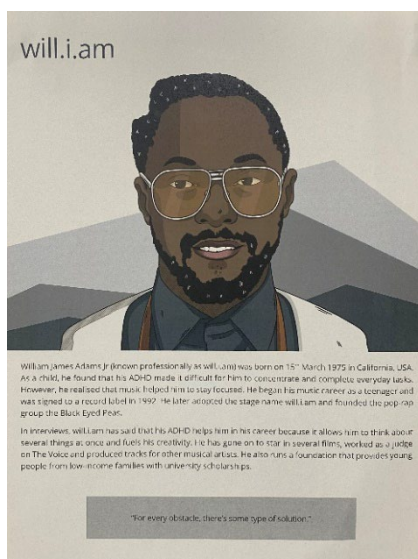 will.i.am
William James Adams Jr (known professionally as will.i.am) was born on 15th March 1975 in California, USA.
As a child, he found that his ADHD made it difficult for him to concentrate and complete everyday tasks.
However, he realised that music helped him to stay focused. He began his music career as a teenager and
was signed to a record label in 1992. He later adopted the stage name will.i.am and founded the pop-rap
group the Black Eyed Peas.
In interviews, will.i.am has said that his ADHD helps him in his career because it allows him to think about
several things at once and fuels his creativity. He has gone on to star in several films, worked as a judge
on The Voice and produced tracks for other musical artists. He also runs a foundation that provides young
people from low-income families with university scholarships.
"For every obstacle, there's some type of solution."